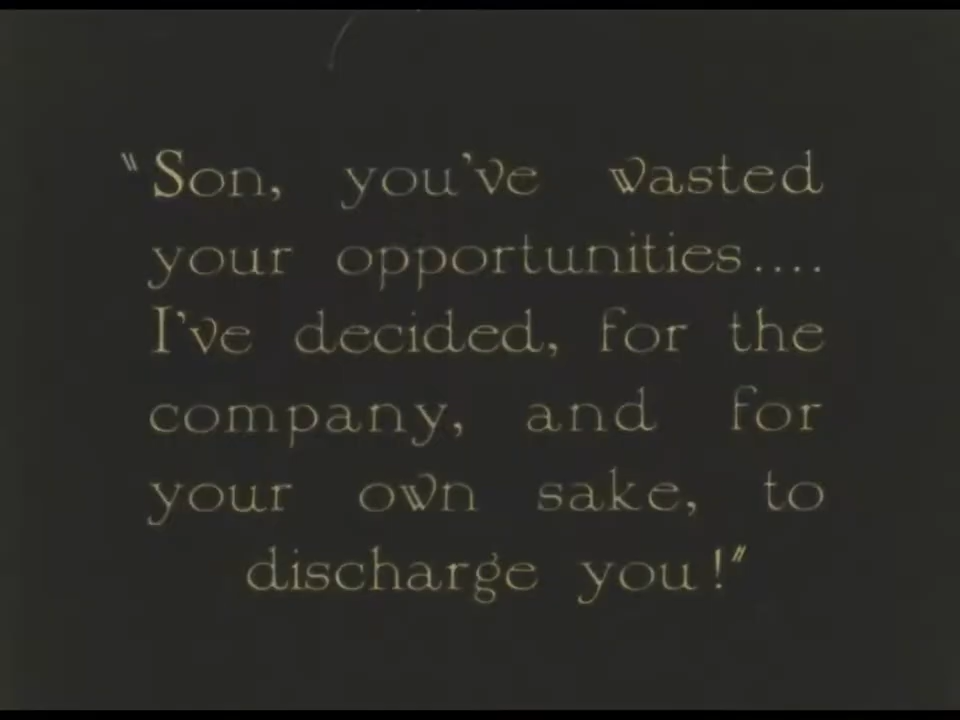 "Son, you've wasted
your opportunities....
I've decided, for the
company, and for
your own sake, to
discharge you!"